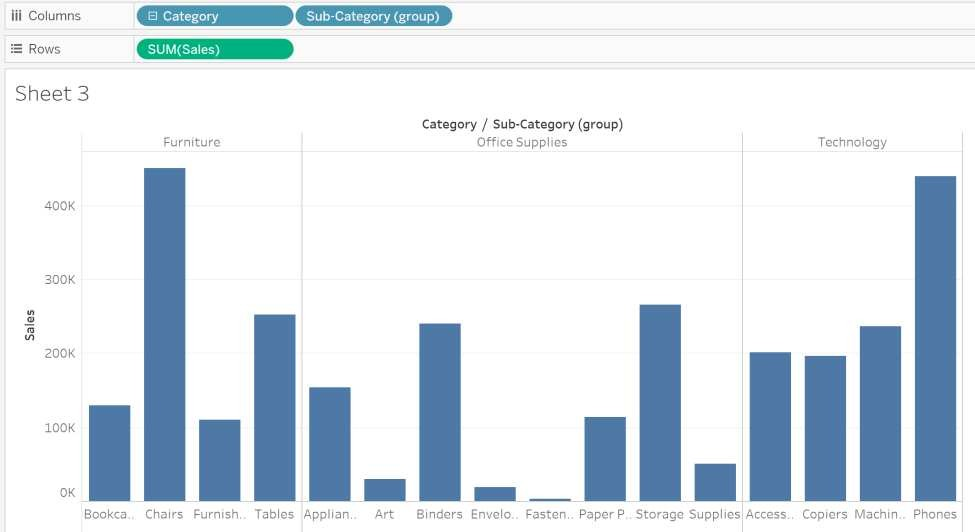 Columns Category Sub-Category (group)
Rows SUM(Sales)
Sheet 3
Category / Sub-Category (group)
Furniture Office Supplies Technology
400K
300K
200K
100K
0K
Sales
Bookca.. Chairs Furnish.. Tables Applian.. Art Binders Envelo.. Fasten.. Paper P.. Storage Supplies Access.. Copiers Machin.. Phones